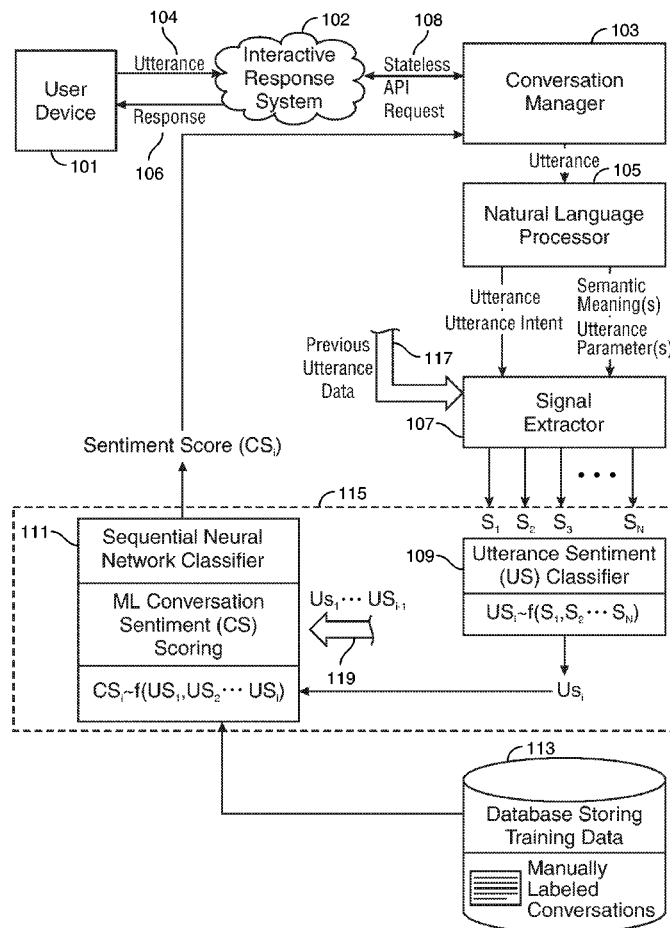 104
102
108
103
User
Device
101
Utterance
Response
106
Interactive
Response
System
Stateless
API
Request
Conversation
Manager
Utterance
105
Natural Language
Processor
Utterance
Utterance Intent
Semantic
Meaning(s)
Utterance
Parameter(s)
Previous
Utterance
Data
117
107
Signal
Extractor
Sentiment Score (CSi)
115
S1 S2 S3 • • • SN
111
Sequential Neural
Network Classifier
ML Conversation
Sentiment (CS)
Scoring
CSi~f(US1,US2··· USi)
Us1 ··· USi-1
119
109
Utterance Sentiment
(US) Classifier
USi~f(S1,S2 ··· SN)
Usi
113
Database Storing
Training Data
Manually
Labeled
Conversations